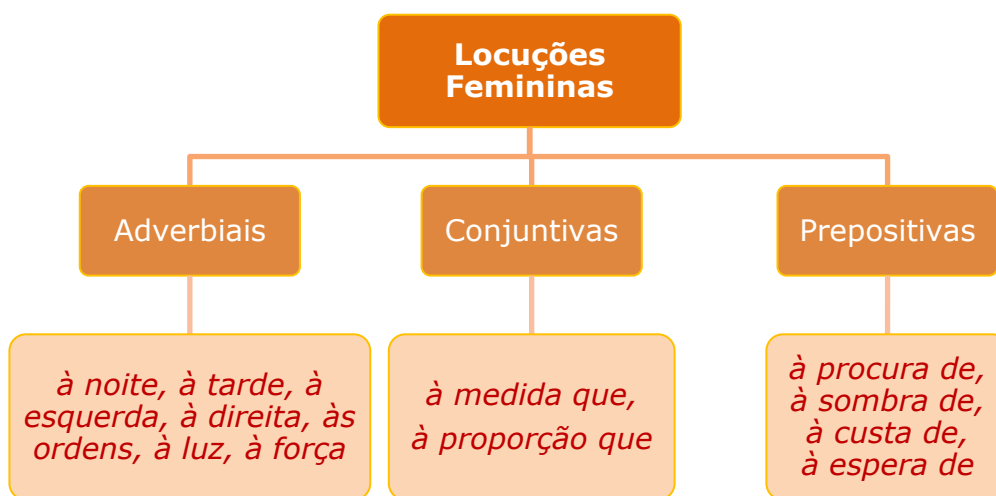 Locuções
Femininas
Adverbiais
Conjuntivas
Prepositivas
à noite, à tarde, à
esquerda, à direita, às
ordens, à luz, à força
à medida que,
à proporção que
à procura de,
à sombra de,
à custa de,
à espera de